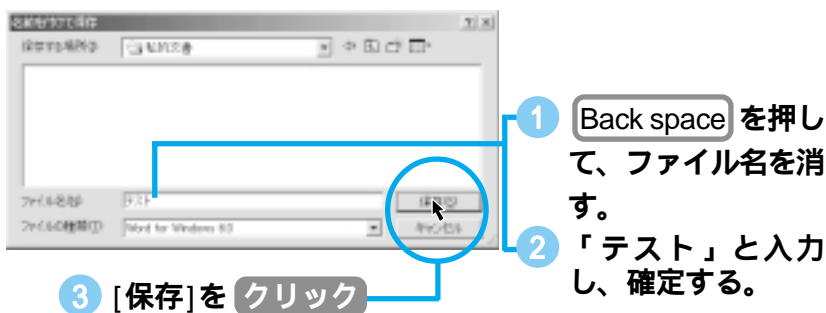 名前を付けて保存
保存する場所(I):
私的文書
ファイル名(N):
テスト
保存(S)
ファイルの種類(T):
Word for Windows 6.0
キャンセル
1 Back space を押し
て、ファイル名を消
す。
2 「テスト」と入力
し、確定する。
3 [保存]を クリック